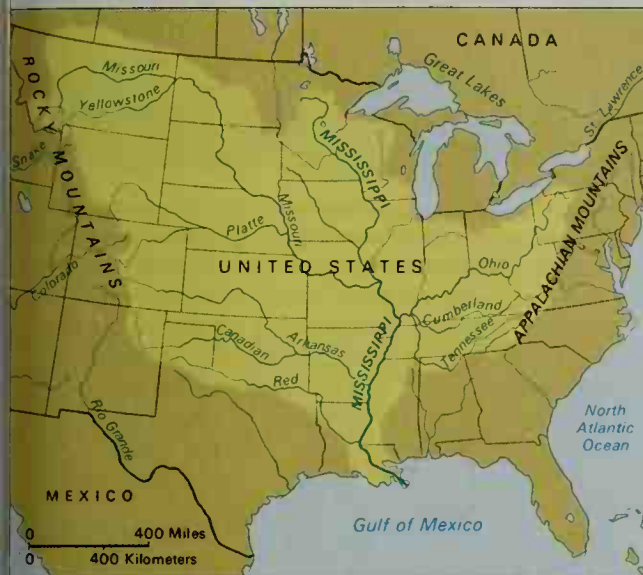 CANADA
Great Lakes
St. Lawrence
ROCKY MOUNTAINS
Missouri
Yellowstone
Snake
MISSISSIPPI
Missouri
Platte
APPALACHIAN MOUNTAINS
UNITED STATES
Ohio
Colorado
Cumberland
Tennessee
Arkansas
Canadian
MISSISSIPPI
Red
Rio Grande
North
Atlantic
Ocean
MEXICO
Gulf of Mexico
0 400 Miles
0 400 Kilometers